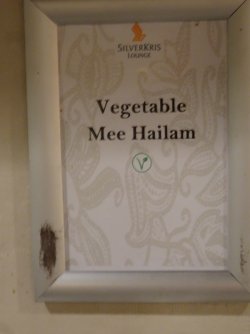 SILVERKRIS
LOUNGE
Vegetable
Mee Hailam
V